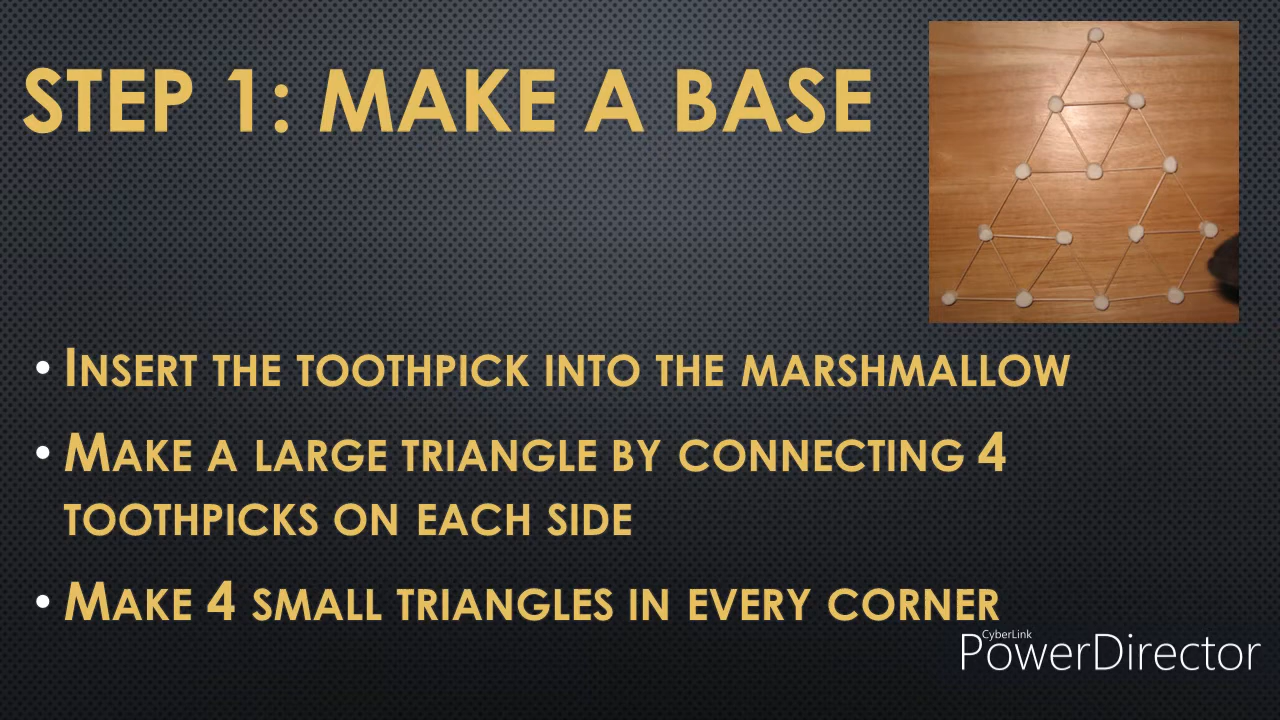 STEP 1: MAKE A BASE
• INSERT THE TOOTHPICK INTO THE MARSHMALLOW
• MAKE A LARGE TRIANGLE BY CONNECTING 4
TOOTHPICKS ON EACH SIDE
• MAKE 4 SMALL TRIANGLES IN EVERY CORNER
CyberLink
PowerDirector